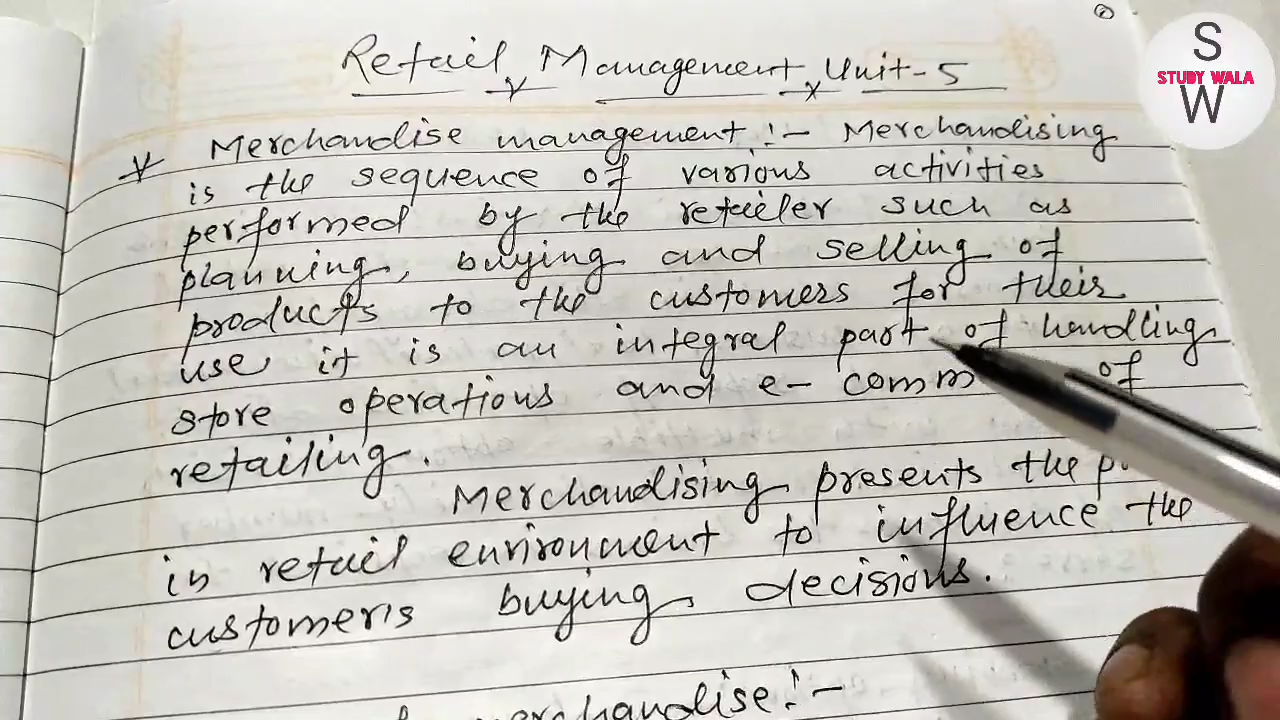 Retail Management Unit-5
Merchandise management :- Merchandising
is the sequence of various activities
performed by the retailer such as
planning, buying and selling of
products to the customers for their
use it is an integral part of handling
store operations and e- of
retailing.
Merchandising presents the
in retail environment to influence the
customer's buying decisions.
merchandise :-
S
STUDY WALA
W